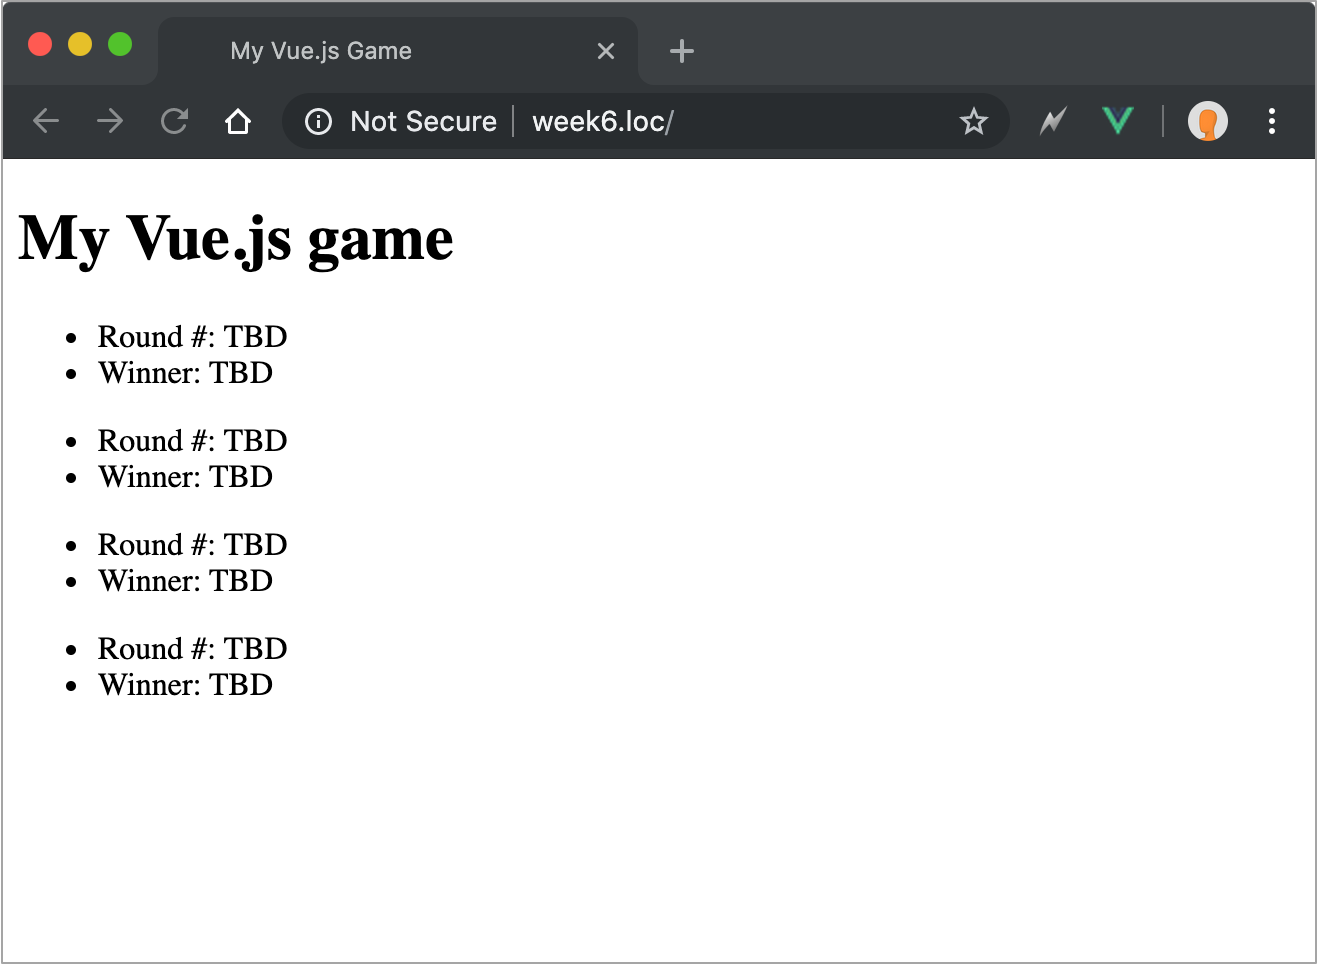 My Vue.js Game
Not Secure | week6.loc/
My Vue.js game
Round #: TBD
Winner: TBD
Round #: TBD
Winner: TBD
Round #: TBD
Winner: TBD
Round #: TBD
Winner: TBD